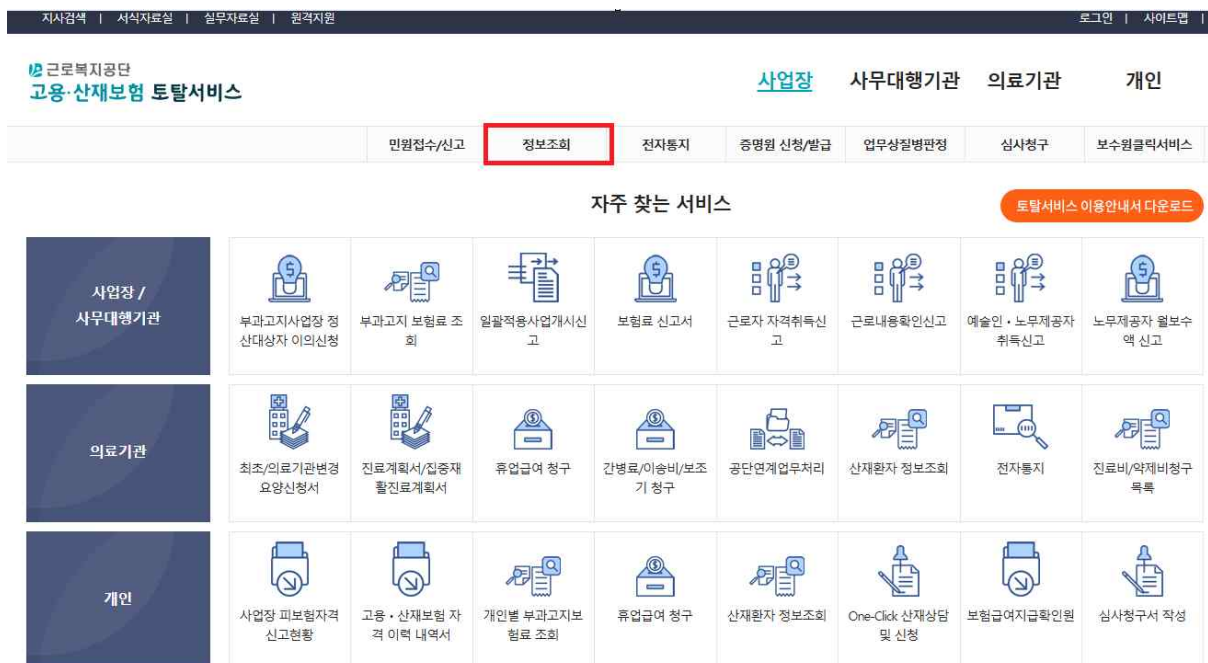 지사검색 | 서식자료실 | 실무자료실 | 원격지원
로그인 | 사이트맵 |
근로복지공단
고용·산재보험 토탈서비스
사업장 사무대행기관 의료기관 개인
민원접수/신고 정보조회 전자통지 증명원 신청/발급 업무상질병판정 심사청구 보수원클릭서비스
자주 찾는 서비스
토탈서비스 이용안내서 다운로드
사업장 /
사무대행기관
부과고지사업장 정
산대상자 이의신청
부과고지 보험료 조
회
일괄적용사업개시신
고
보험료 신고서
근로자 자격취득신
고
근로내용확인신고
예술인·노무제공자
취득신고
노무제공자 월보수
액 신고
의료기관
최초/의료기관변경
요양신청서
진료계획서/집중재
활진료계획서
휴업급여 청구
간병료/이송비/보조
기 청구
공단연계업무처리
산재환자 정보조회
전자통지
진료비/약제비청구
목록
개인
사업장 피보험자격
신고현황
고용·산재보험 자
격 이력 내역서
개인별 부과고지보
험료 조회
휴업급여 청구
산재환자 정보조회
One-Click 산재상담
및 신청
보험급여지급확인원
심사청구서 작성